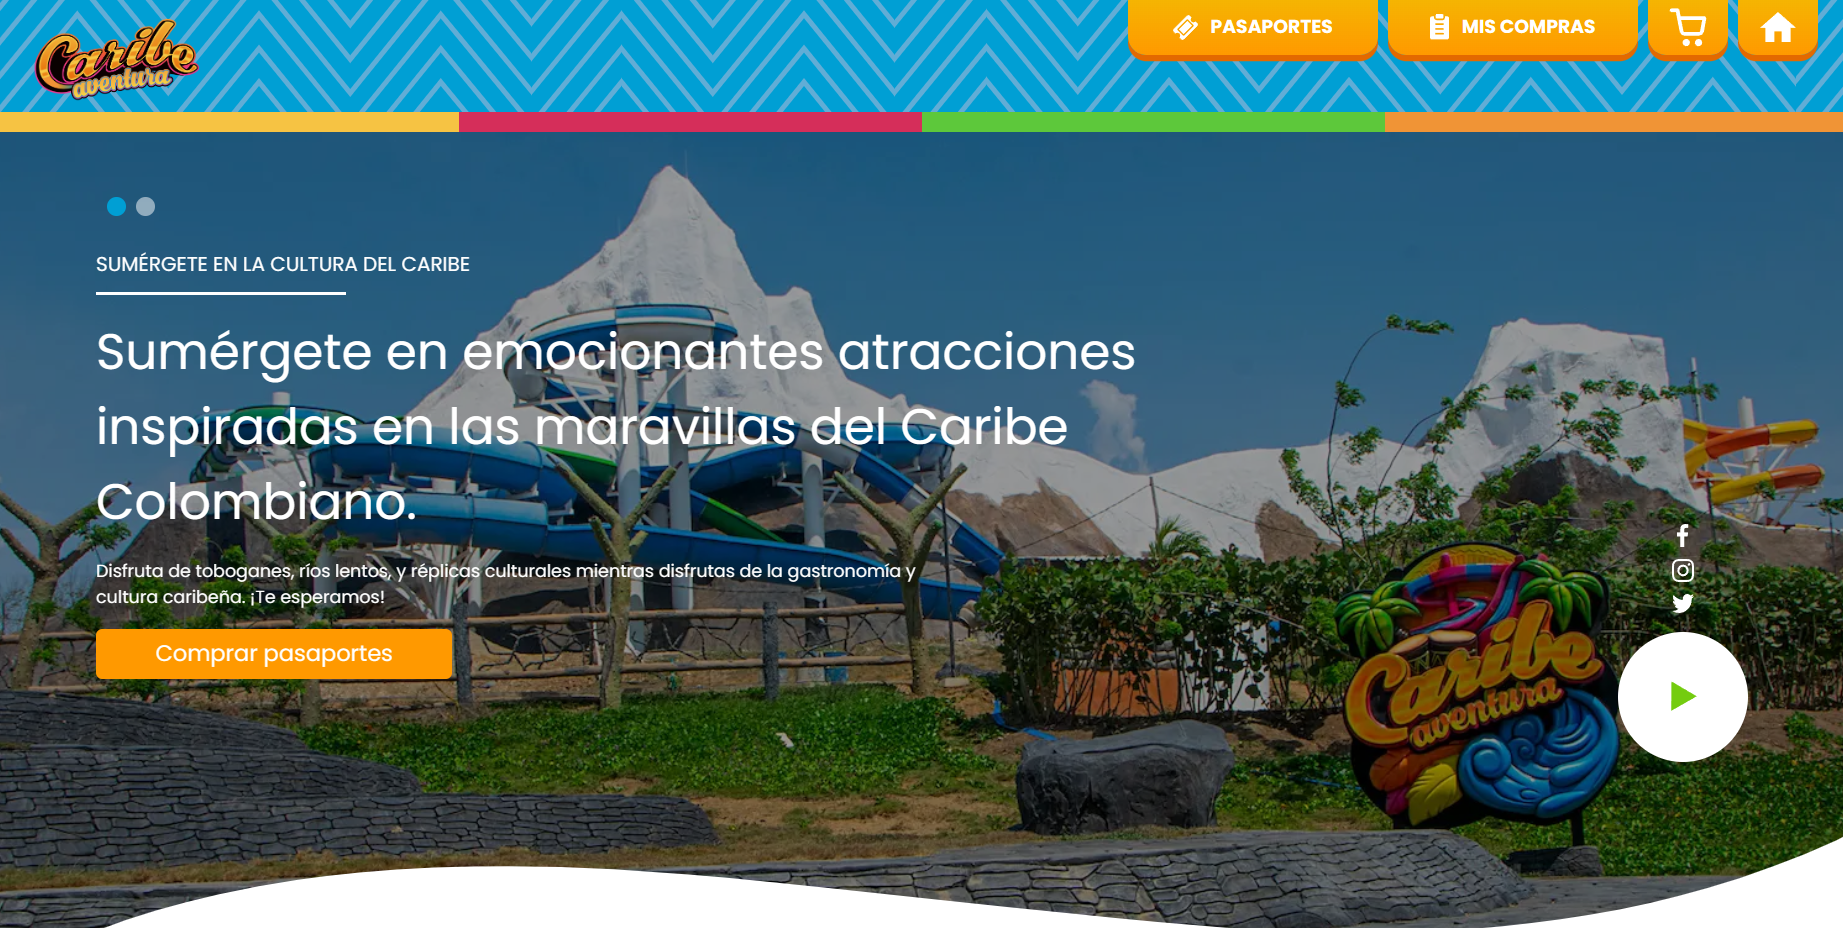 Caribe
aventura
PASAPORTES
MIS COMPRAS
SUMÉRGETE EN LA CULTURA DEL CARIBE
Sumérgete en emocionantes atracciones
inspiradas en las maravillas del Caribe
Colombiano.
Disfruta de toboganes, ríos lentos, y réplicas culturales mientras disfrutas de la gastronomía y
cultura caribeña. ¡Te esperamos!
Comprar pasaportes
Caribe
aventura